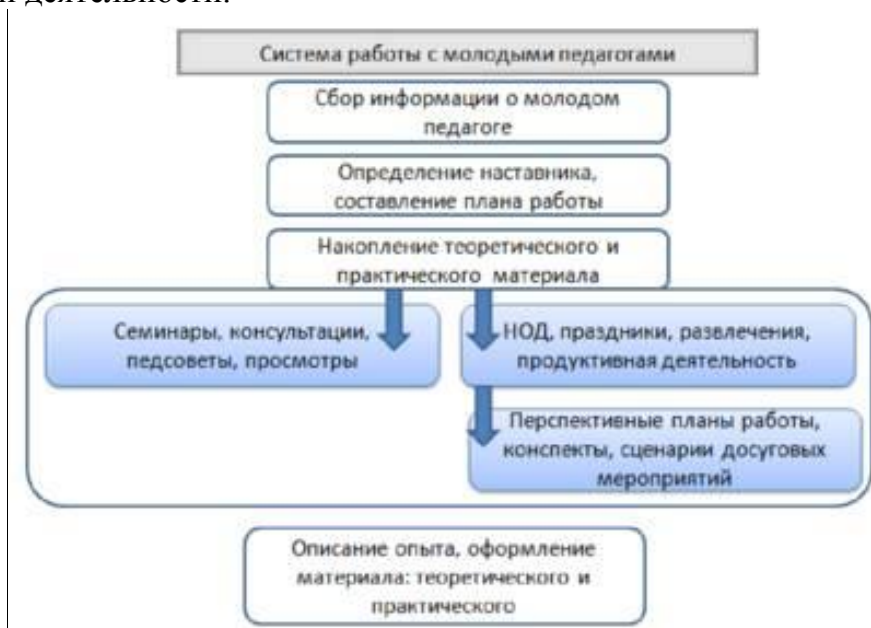 и деятельности.
Система работы с молодыми педагогами
Сбор информации о молодом
педагоге
Определение наставника,
составление плана работы
Накопление теоретического и
практического материала
Семинары, консультации,
педсоветы, просмотры
НОД, праздники, развлечения,
продуктивная деятельность
Перспективные планы работы,
конспекты, сценарии досуговых
мероприятий
Описание опыта, оформление
материала: теоретического и
практического